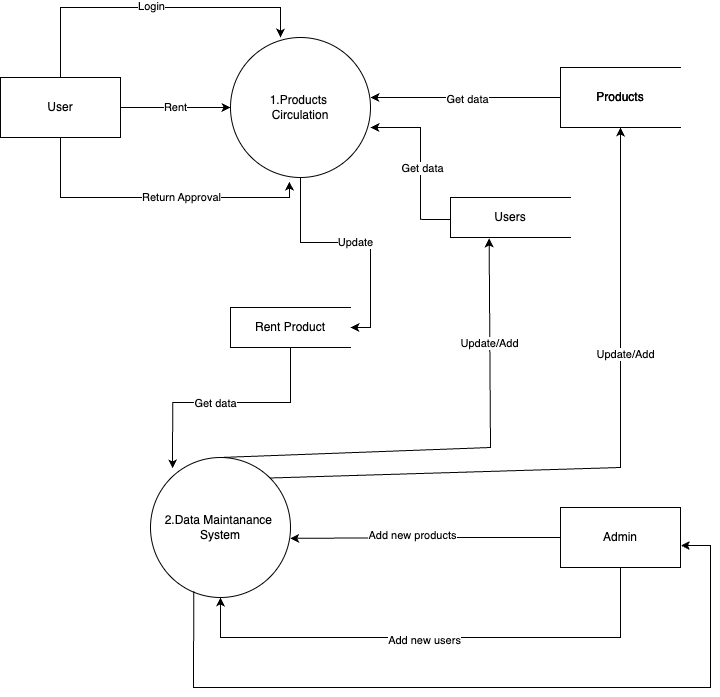 Login
User
Rent
1.Products
Circulation
Get data
Products
Get data
Return Approval
Users
Update
Rent Product
Update/Add
Update/Add
Get data
2.Data Maintanance
System
Add new products
Admin
Add new users